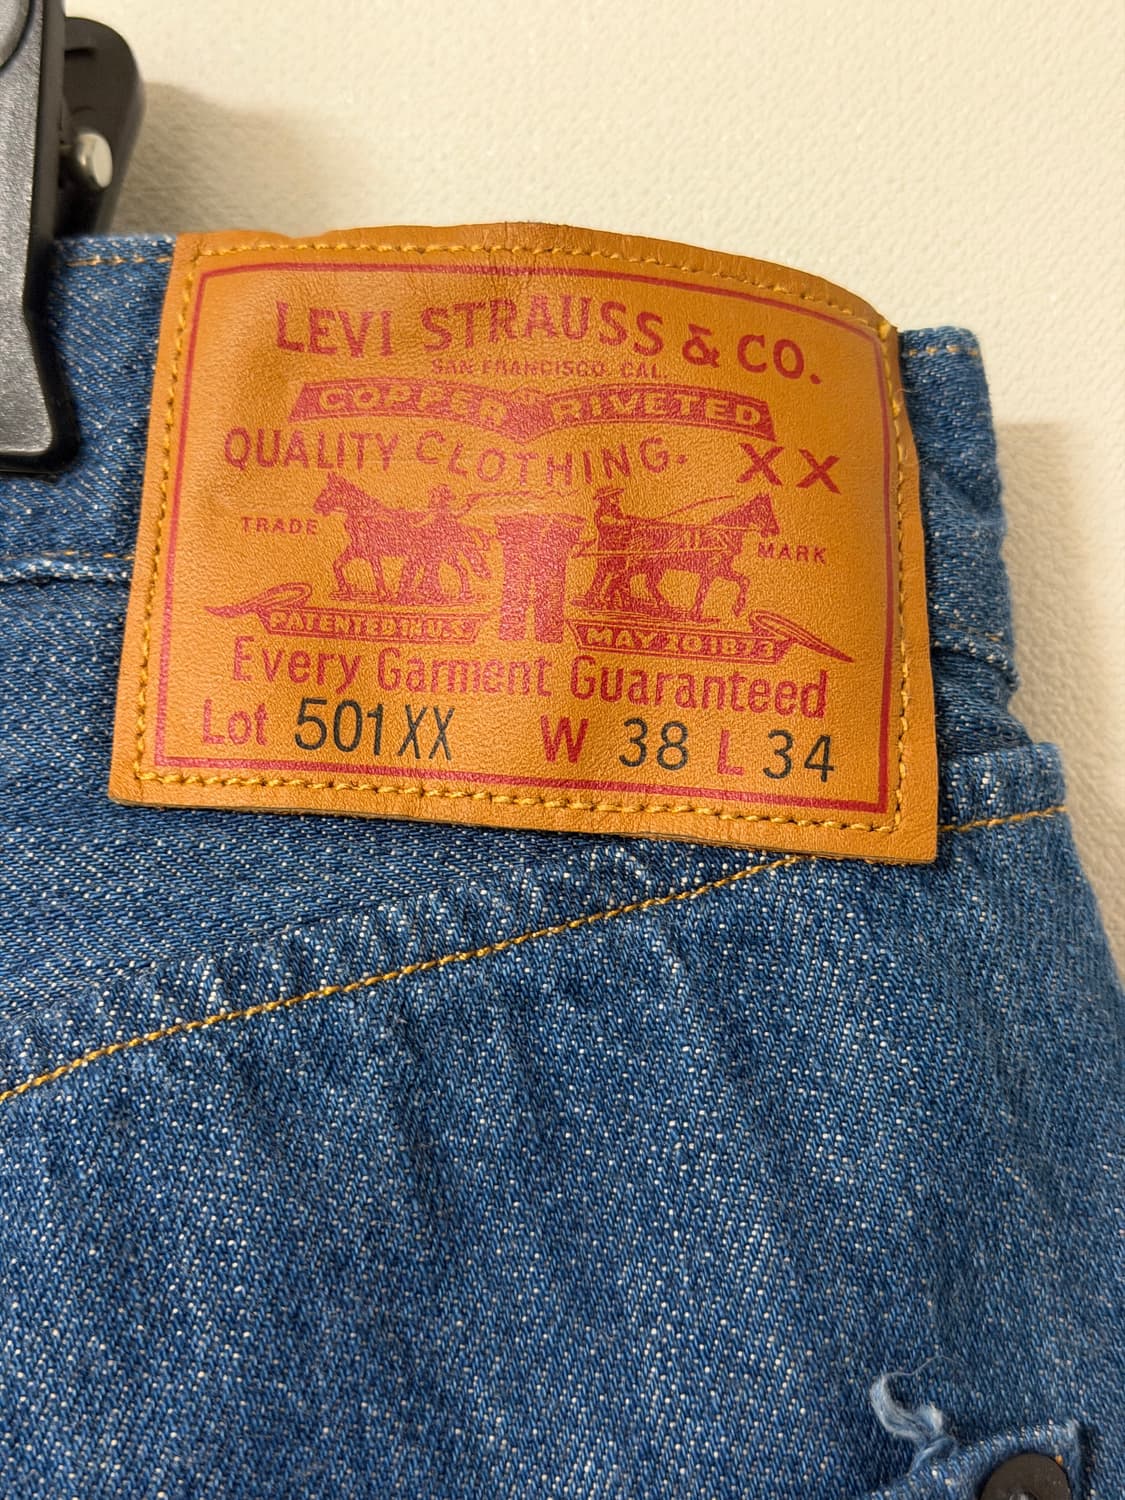 LEVI STRAUSS & CO.
SAN FRANCISCO. CAL.
COPPER RIVETED
QUALITY CLOTHING. XX
TRADE MARK
PATENTED IN U.S. MAY 20 1873
Every Garment Guaranteed
Lot 501XX W 38 L 34